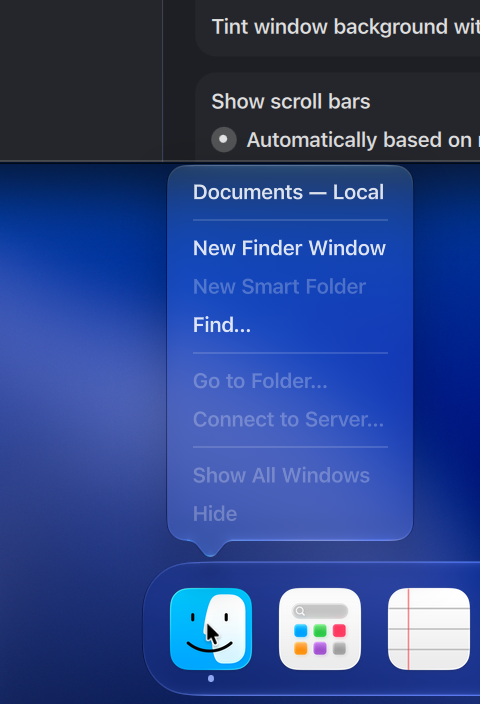 Tint window background wit
Show scroll bars
Automatically based on
Documents — Local
New Finder Window
New Smart Folder
Find...
Go to Folder...
Connect to Server...
Show All Windows
Hide